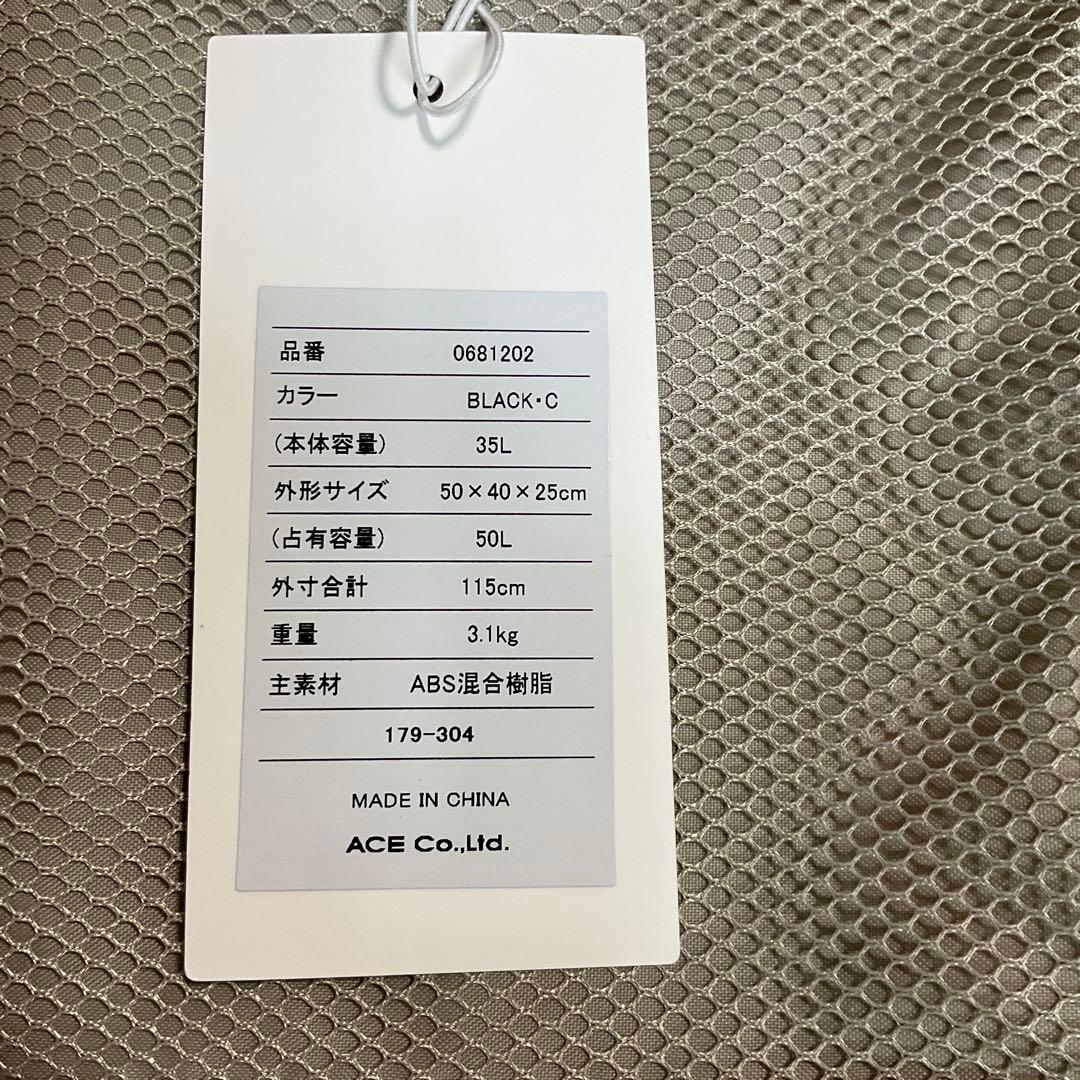 品番 0681202
カラー BLACK・C
(本体容量) 35L
外形サイズ 50×40×25cm
(占有容量) 50L
外寸合計 115cm
重量 3.1kg
主素材 ABS混合樹脂
179-304
MADE IN CHINA
ACE Co.,Ltd.